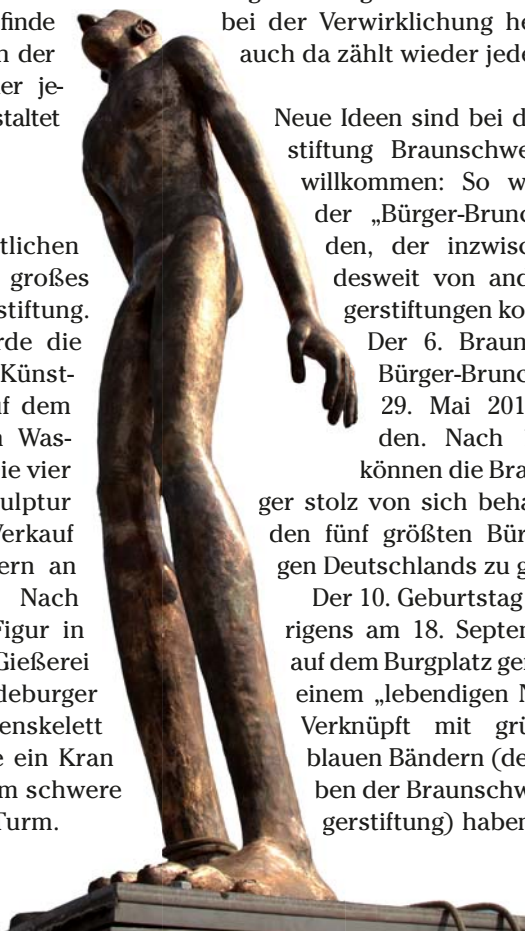 finde
n der
er je-
staltet
tlichen
großes
stiftung.
rde die
Künst-
uf dem
n Was-
ie vier
ulptur
Verkauf
ern an
Nach
Figur in
Gießerei
deburger
enskelett
e ein Kran
m schwere
Turm.
bei der Verwirklichung he
auch da zählt wieder jede
Neue Ideen sind bei d
stiftung Braunschwe
willkommen: So w
der „Bürger-Brunc
den, der inzwisc
desweit von and
gerstiftungen ko
Der 6. Braun
Bürger-Brunc
29. Mai 201
den. Nach
können die Bra
ger stolz von sich beha
den fünf größten Bür
gen Deutschlands zu g
Der 10. Geburtstag
rigens am 18. Septem
auf dem Burgplatz gef
einem „lebendigen N
Verknüpft mit grü
blauen Bändern (de
ben der Braunschw
gerstiftung) haben